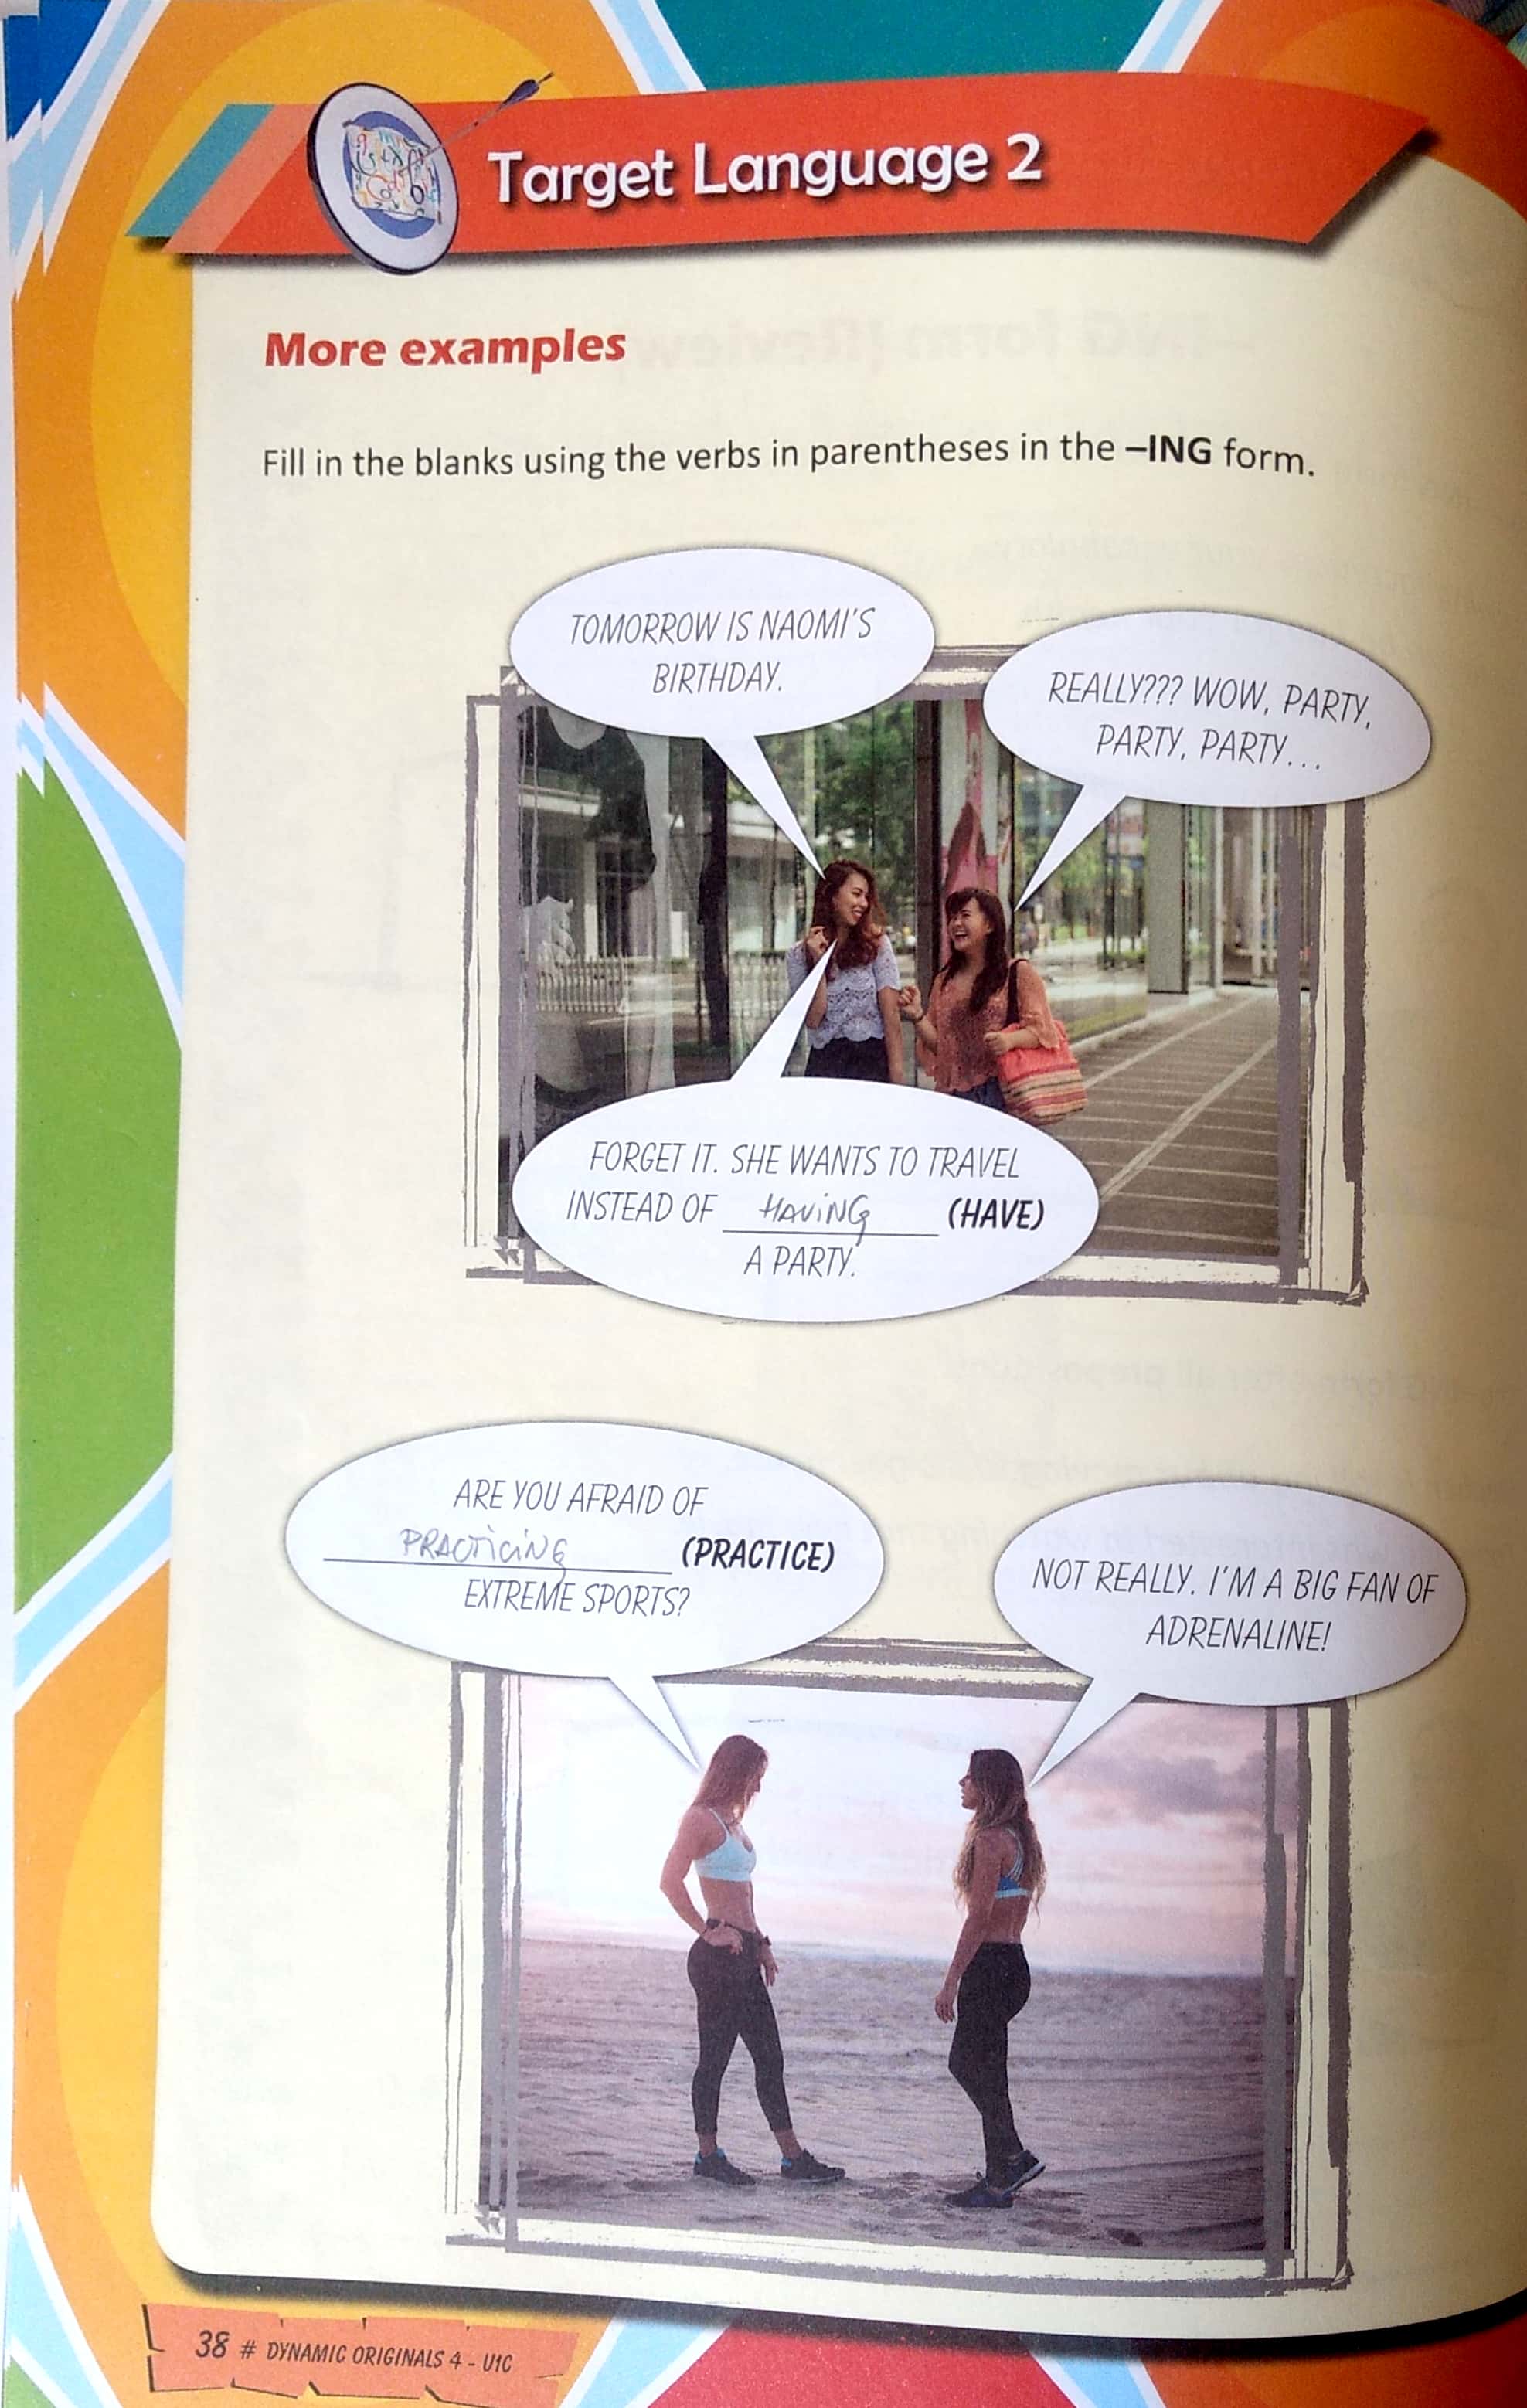 Target Language 2
More examples
Fill in the blanks using the verbs in parentheses in the –ING form.
TOMORROW IS NAOMI'S
BIRTHDAY.
REALLY??? WOW, PARTY,
PARTY, PARTY...
FORGET IT. SHE WANTS TO TRAVEL
INSTEAD OF HAVING (HAVE)
A PARTY.
ARE YOU AFRAID OF
PRACTICING (PRACTICE)
EXTREME SPORTS?
NOT REALLY. I'M A BIG FAN OF
ADRENALINE!
38 # DYNAMIC ORIGINALS 4 - U1C